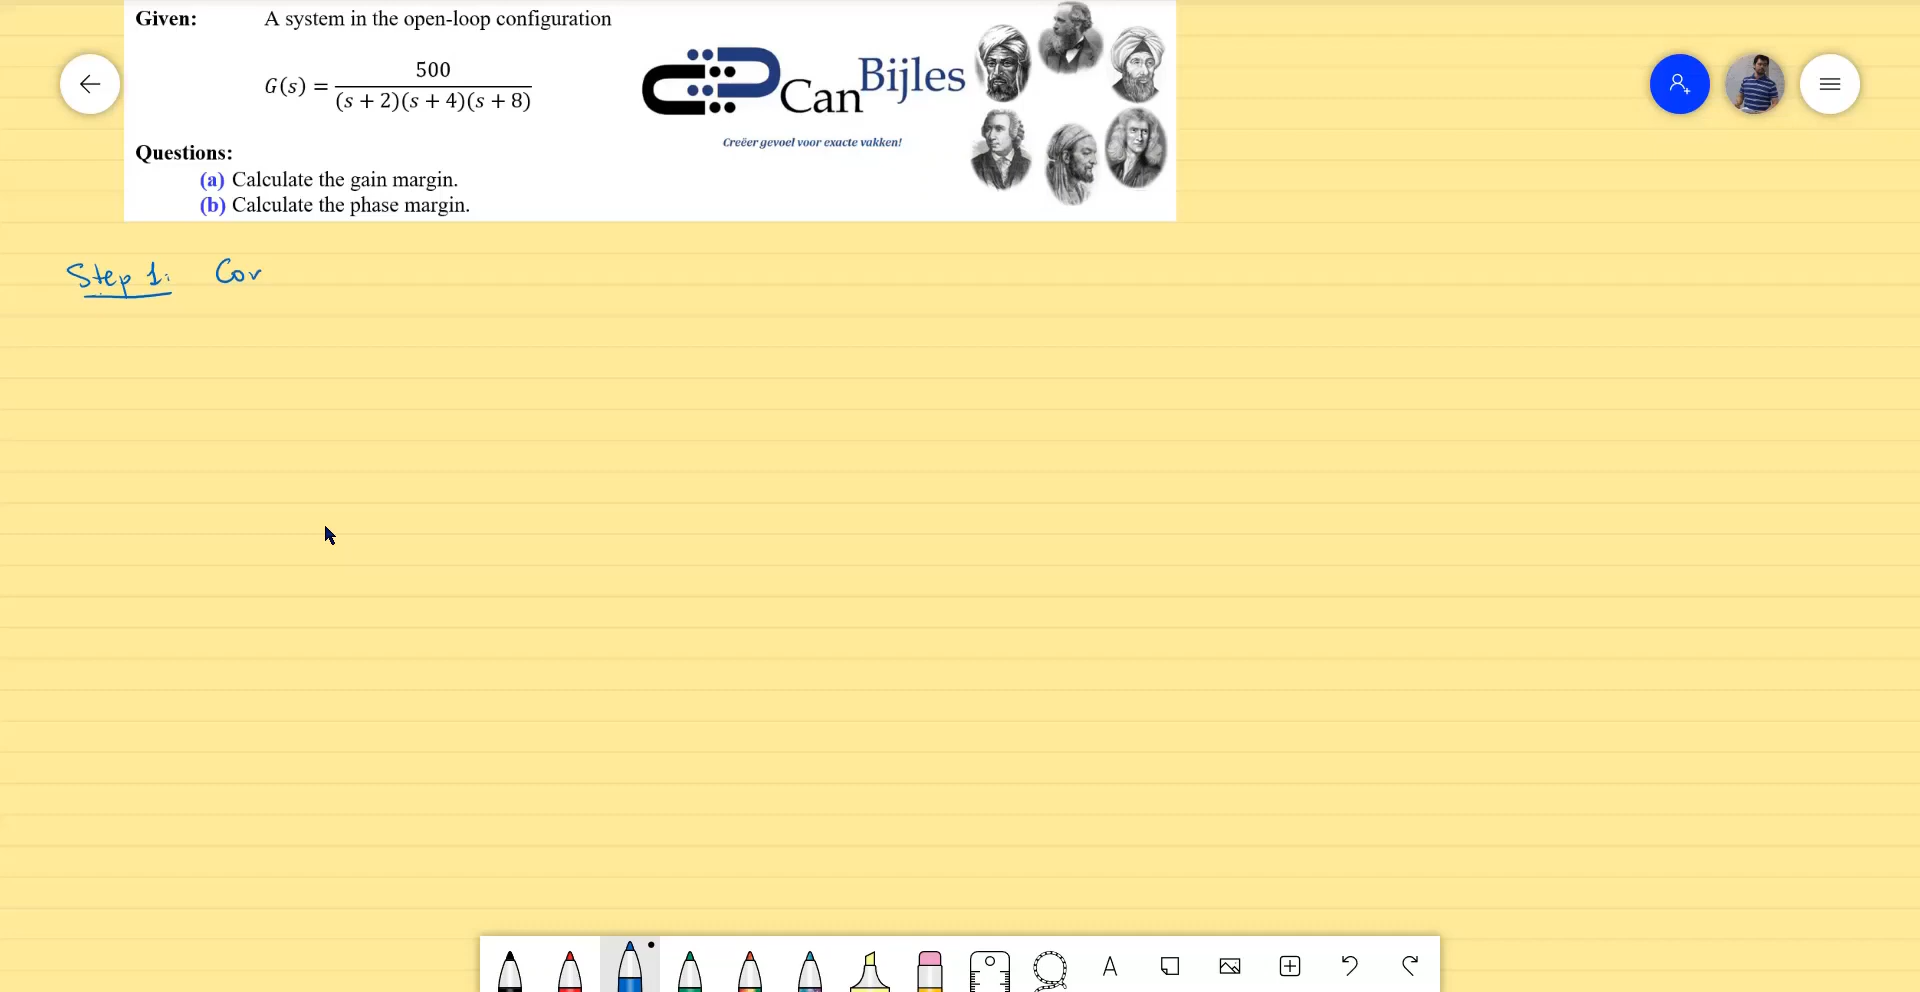 Given: A system in the open-loop configuration
G(s) = 500 / (s + 2)(s + 4)(s + 8)
Can Bijles
Creëer gevoel voor exacte vakken!
Questions:
(a) Calculate the gain margin.
(b) Calculate the phase margin.
Step 1: Cor
A